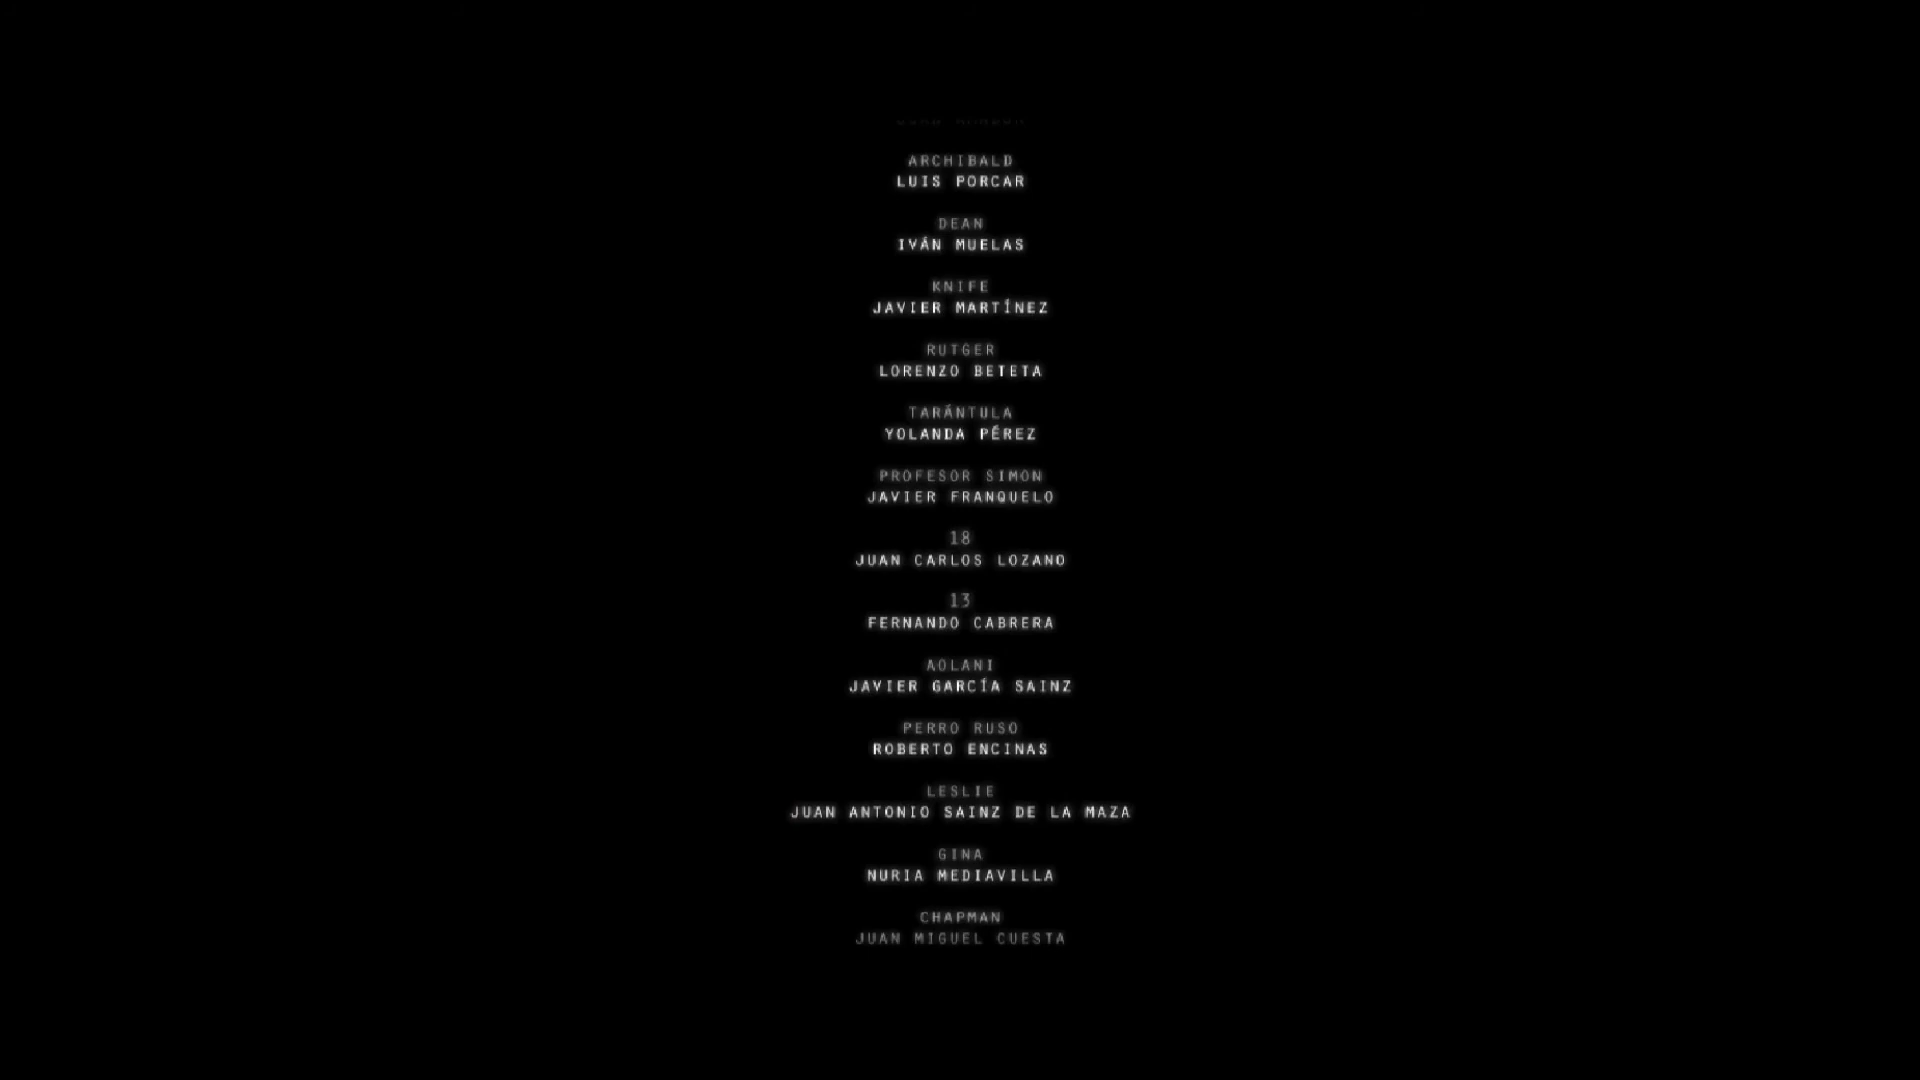 ARCHIBALD
LUIS PORCAR
DEAN
IVÁN MUELAS
KNIFE
JAVIER MARTÍNEZ
RUTGER
LORENZO BETETA
TARÁNTULA
YOLANDA PÉREZ
PROFESOR SIMON
JAVIER FRANQUELO
18
JUAN CARLOS LOZANO
13
FERNANDO CABRERA
AOLANI
JAVIER GARCÍA SAINZ
PERRO RUSO
ROBERTO ENCINAS
LESLIE
JUAN ANTONIO SAINZ DE LA MAZA
GINA
NURIA MEDIAVILLA
CHAPMAN
JUAN MIGUEL CUESTA